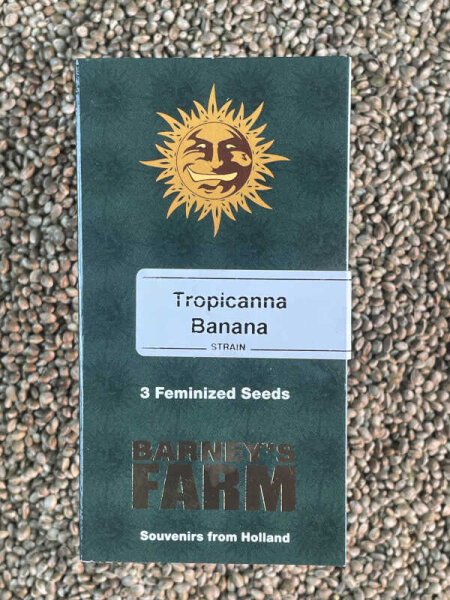 Tropicanna
Banana
STRAIN
3 Feminized Seeds
BARNEY'S
FARM
Souvenirs from Holland